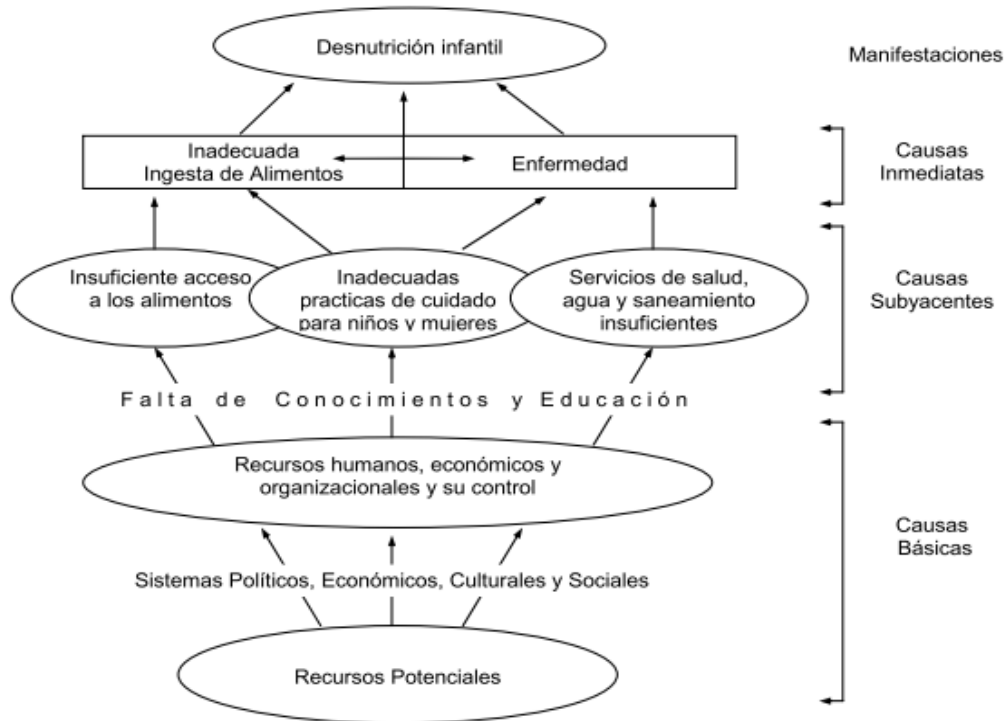 Desnutrición infantil
Manifestaciones
Inadecuada
Ingesta de Alimentos
Enfermedad
Causas
Inmediatas
Insuficiente acceso
a los alimentos
Inadecuadas
practicas de cuidado
para niños y mujeres
Servicios de salud,
agua y saneamiento
insuficientes
Causas
Subyacentes
Falta de Conocimientos y Educación
Recursos humanos, económicos y
organizacionales y su control
Causas
Básicas
Sistemas Políticos, Económicos, Culturales y Sociales
Recursos Potenciales